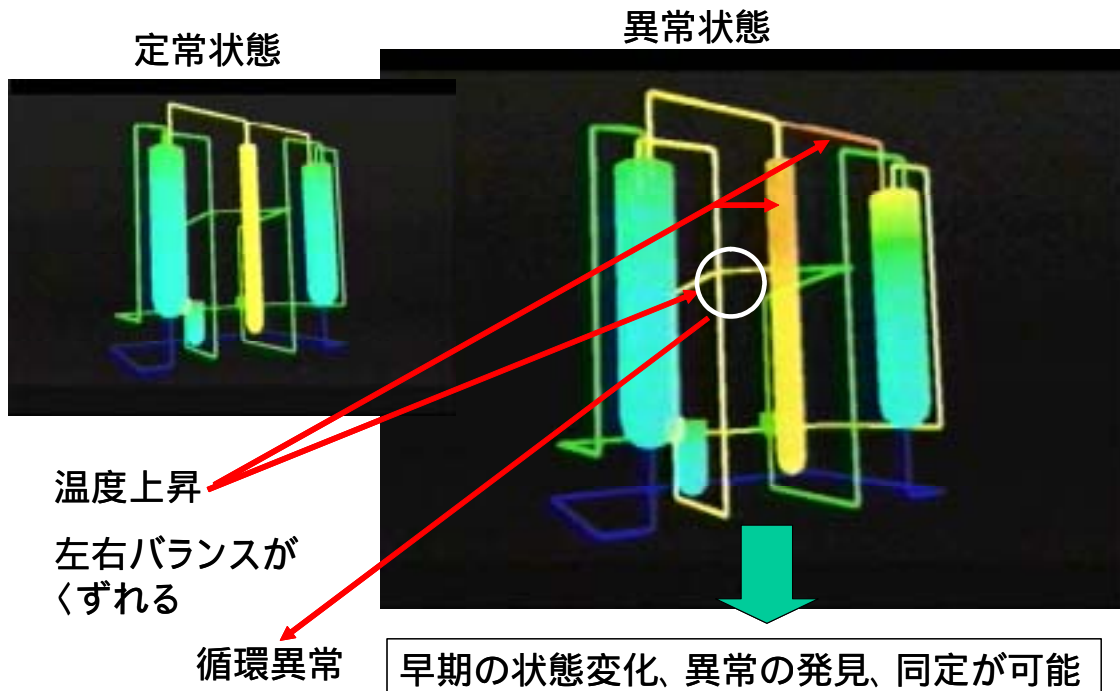 定常状態
異常状態
温度上昇
左右バランスが
くずれる
循環異常
早期の状態変化、異常の発見、同定が可能